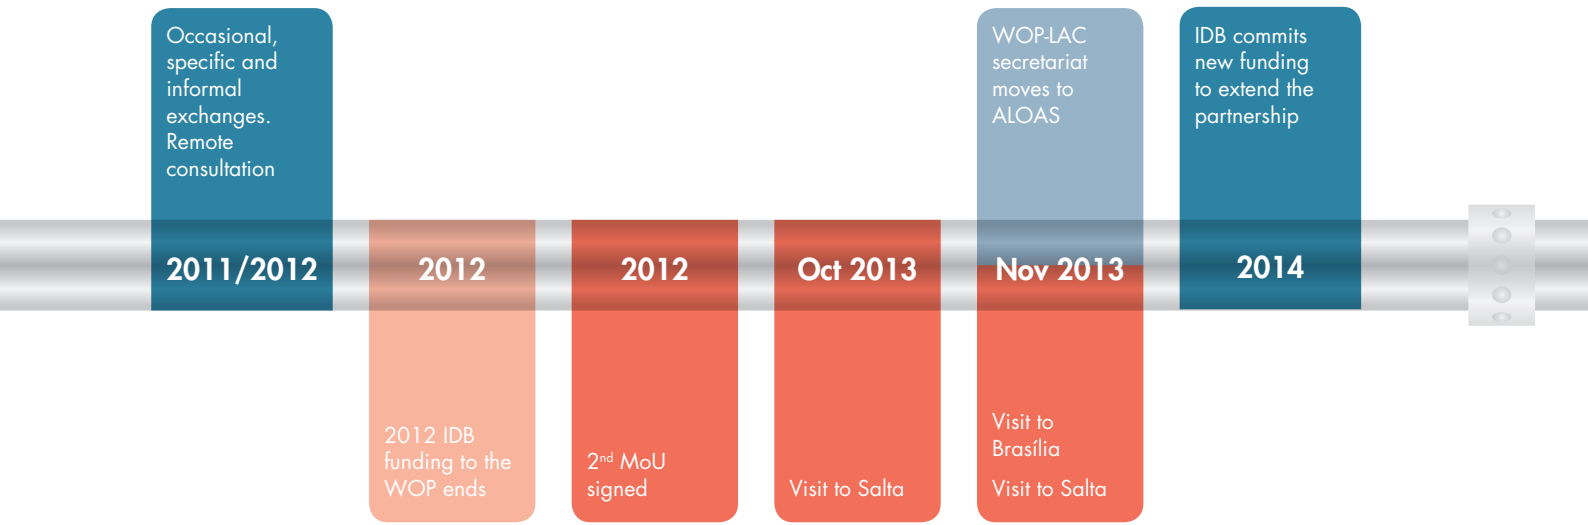 Occasional,
specific and
informal
exchanges.
Remote
consultation
2011/2012
2012
2012 IDB
funding to the
WOP ends
2012
2nd MoU
signed
Oct 2013
Visit to Salta
WOP-LAC
secretariat
moves to
ALOAS
Nov 2013
Visit to
Brasília
Visit to Salta
IDB commits
new funding
to extend the
partnership
2014